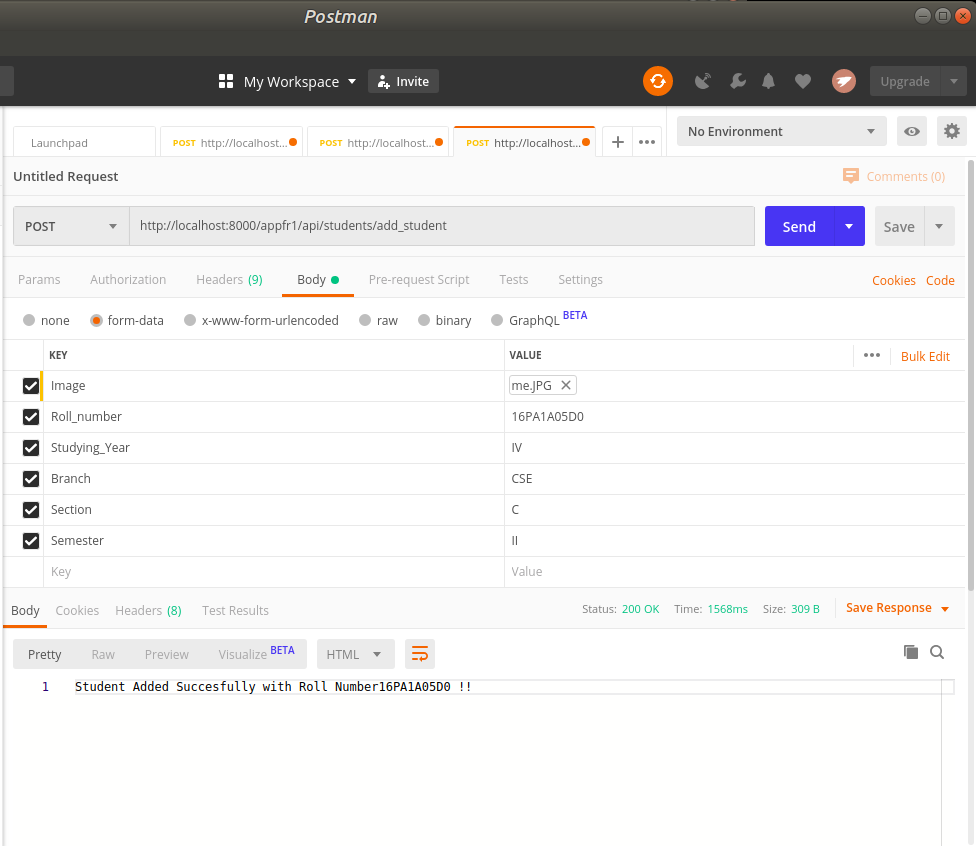 Postman
My Workspace Invite Upgrade
Launchpad POST http://localhost... POST http://localhost... POST http://localhost... + ••• No Environment
Untitled Request Comments (0)
POST http://localhost:8000/appfr1/api/students/add_student Send Save
Params Authorization Headers (9) Body Pre-request Script Tests Settings Cookies Code
none form-data x-www-form-urlencoded raw binary GraphQL BETA
KEY VALUE ••• Bulk Edit
Image me.JPG
Roll_number 16PA1A05D0
Studying_Year IV
Branch CSE
Section C
Semester II
Key Value
Body Cookies Headers (8) Test Results Status: 200 OK Time: 1568ms Size: 309 B Save Response
Pretty Raw Preview Visualize BETA HTML
1 Student Added Succesfully with Roll Number16PA1A05D0 !!